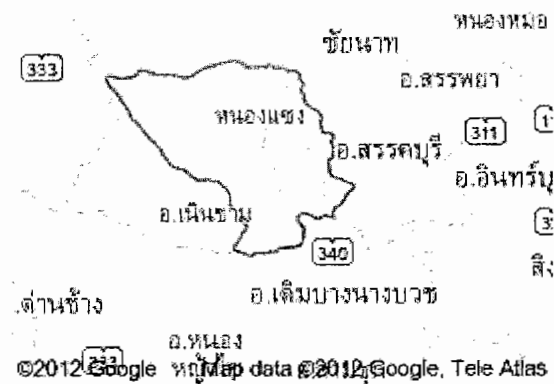 หนองหม้อ
ชัยนาท
333
อ.สรรพยา
หนองแซง
311
อ.สรรคบุรี
อ.อินทร์บุ
อ.เนินขาม
340
สิง
อ.เดิมบางนางบวช
.ด่านช้าง
อ.หนอง
©2012 Google Map data ©2012 Google, Tele Atlas